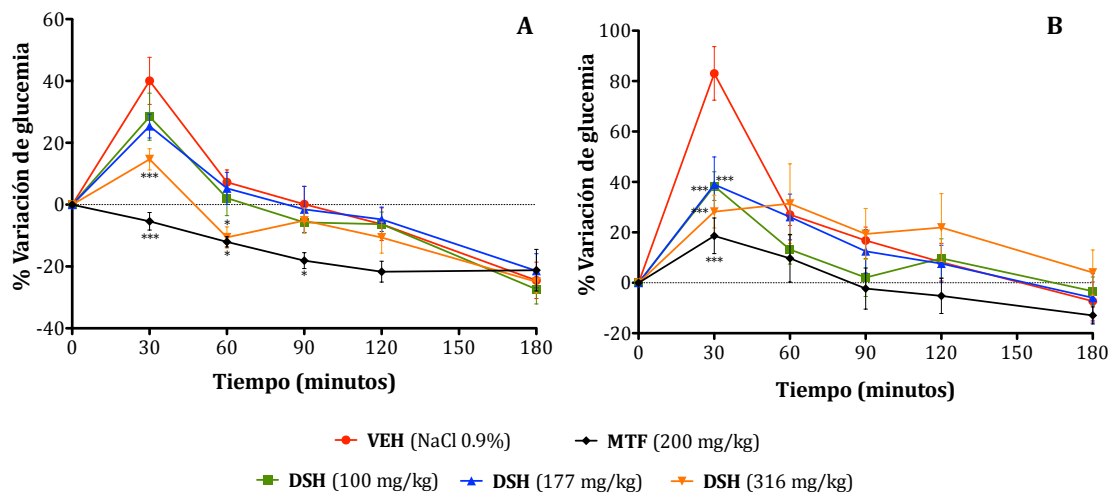 A
% Variación de glucemia
60
40
20
0
-20
-40
***
***
*
*
*
0 30 60 90 120 150 180
Tiempo (minutos)
B
% Variación de glucemia
100
80
60
40
20
0
-20
***
***
***
***
0 30 60 90 120 150 180
Tiempo (minutos)
VEH (NaCl 0.9%) MTF (200 mg/kg)
DSH (100 mg/kg) DSH (177 mg/kg) DSH (316 mg/kg)